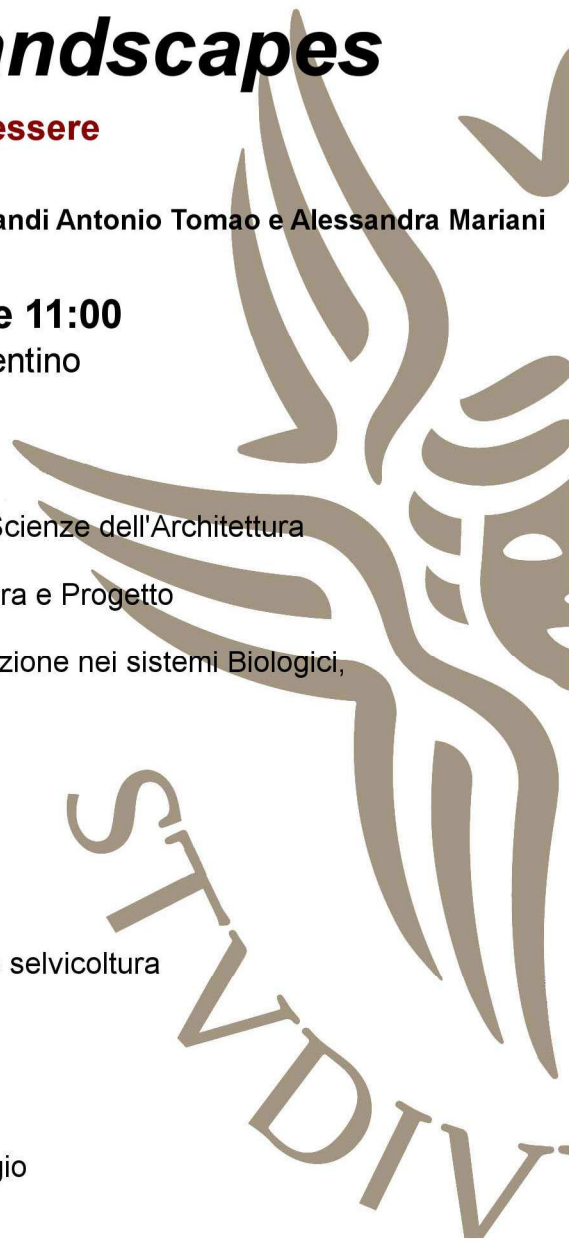 andscapes
essere
andi Antonio Tomao e Alessandra Mariani
e 11:00
entino
Scienze dell'Architettura
ra e Progetto
zione nei sistemi Biologici,
selvicoltura
gio
STVDIV